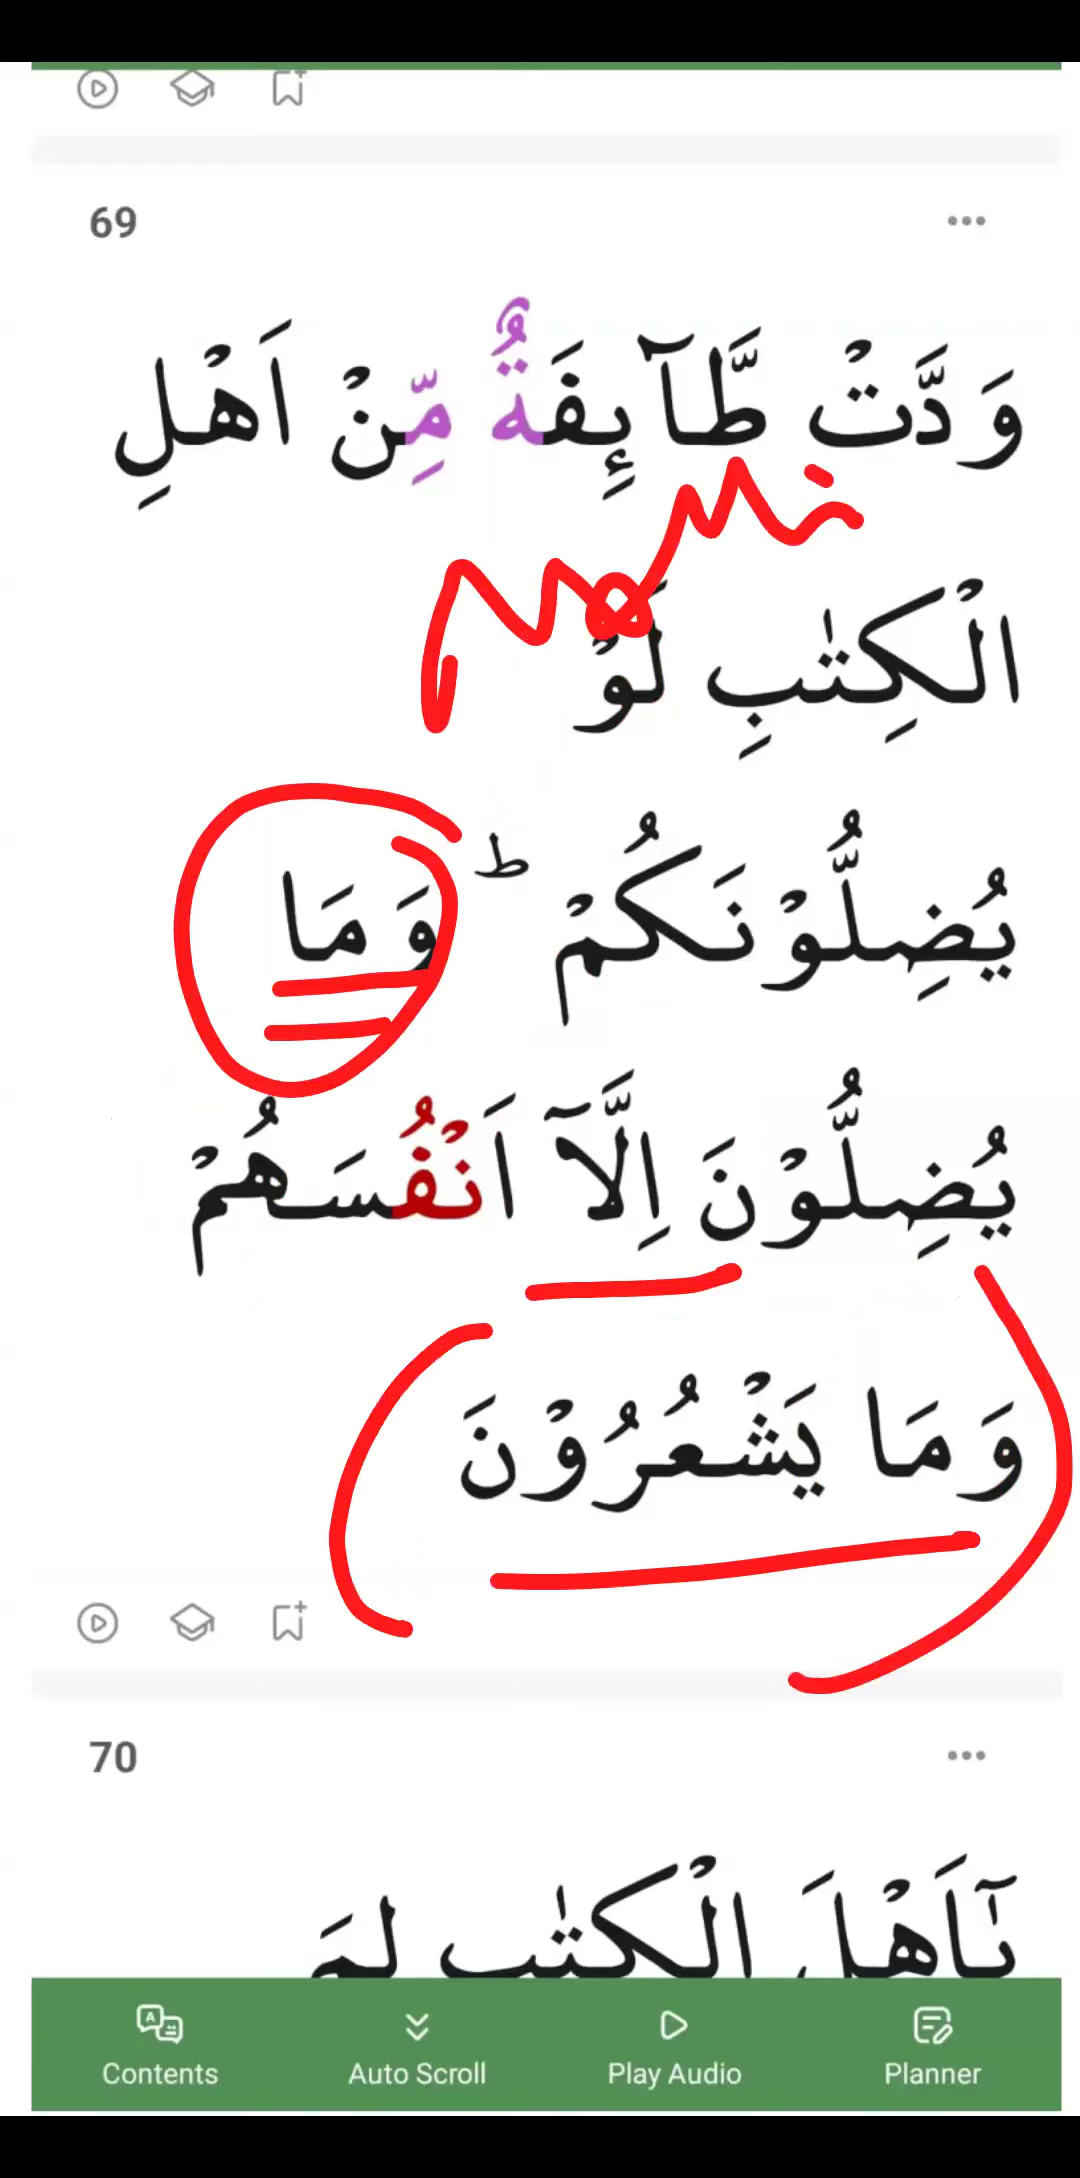 69
وَدَّتْ طَّآئِفَةٌ مِّنْ اَهْلِ
الْكِتٰبِ لَوْ
يُضِلُّوْنَكُمْ ؕ وَمَا
يُضِلُّوْنَ اِلَّاۤ اَنْفُسَهُمْ
وَمَا يَشْعُرُوْنَ
70
يٰۤاَهْلَ الْكِتٰبِ لِمَ
Contents Auto Scroll Play Audio Planner